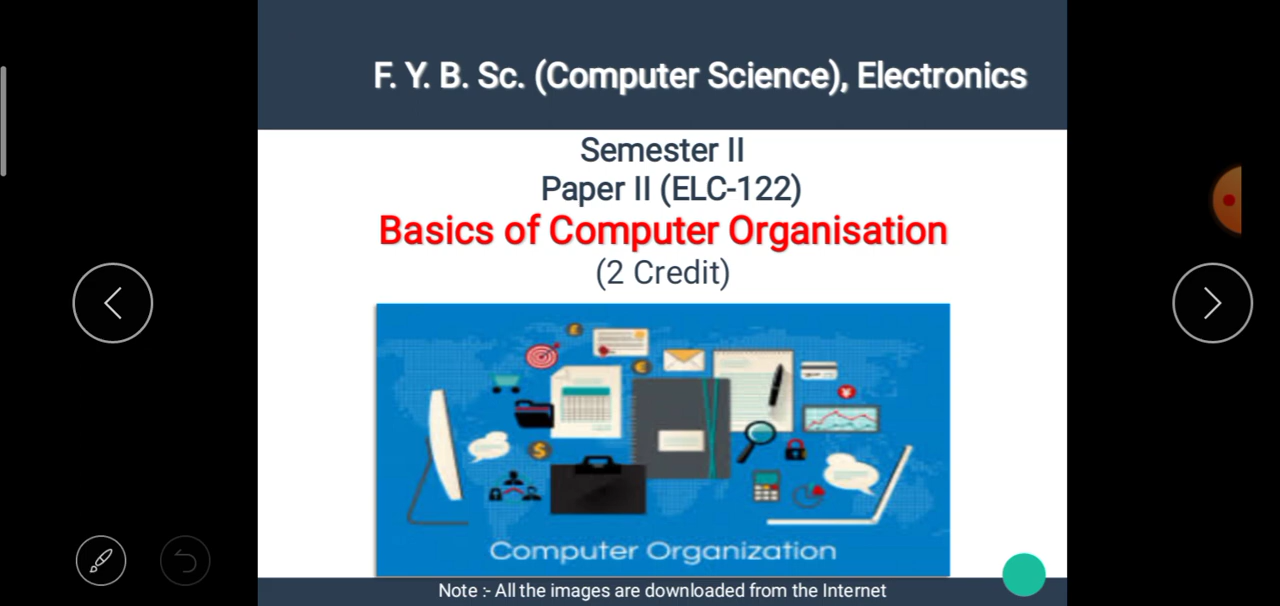 F. Y. B. Sc. (Computer Science), Electronics
Semester II
Paper II (ELC-122)
Basics of Computer Organisation
(2 Credit)
Computer Organization
Note :- All the images are downloaded from the Internet